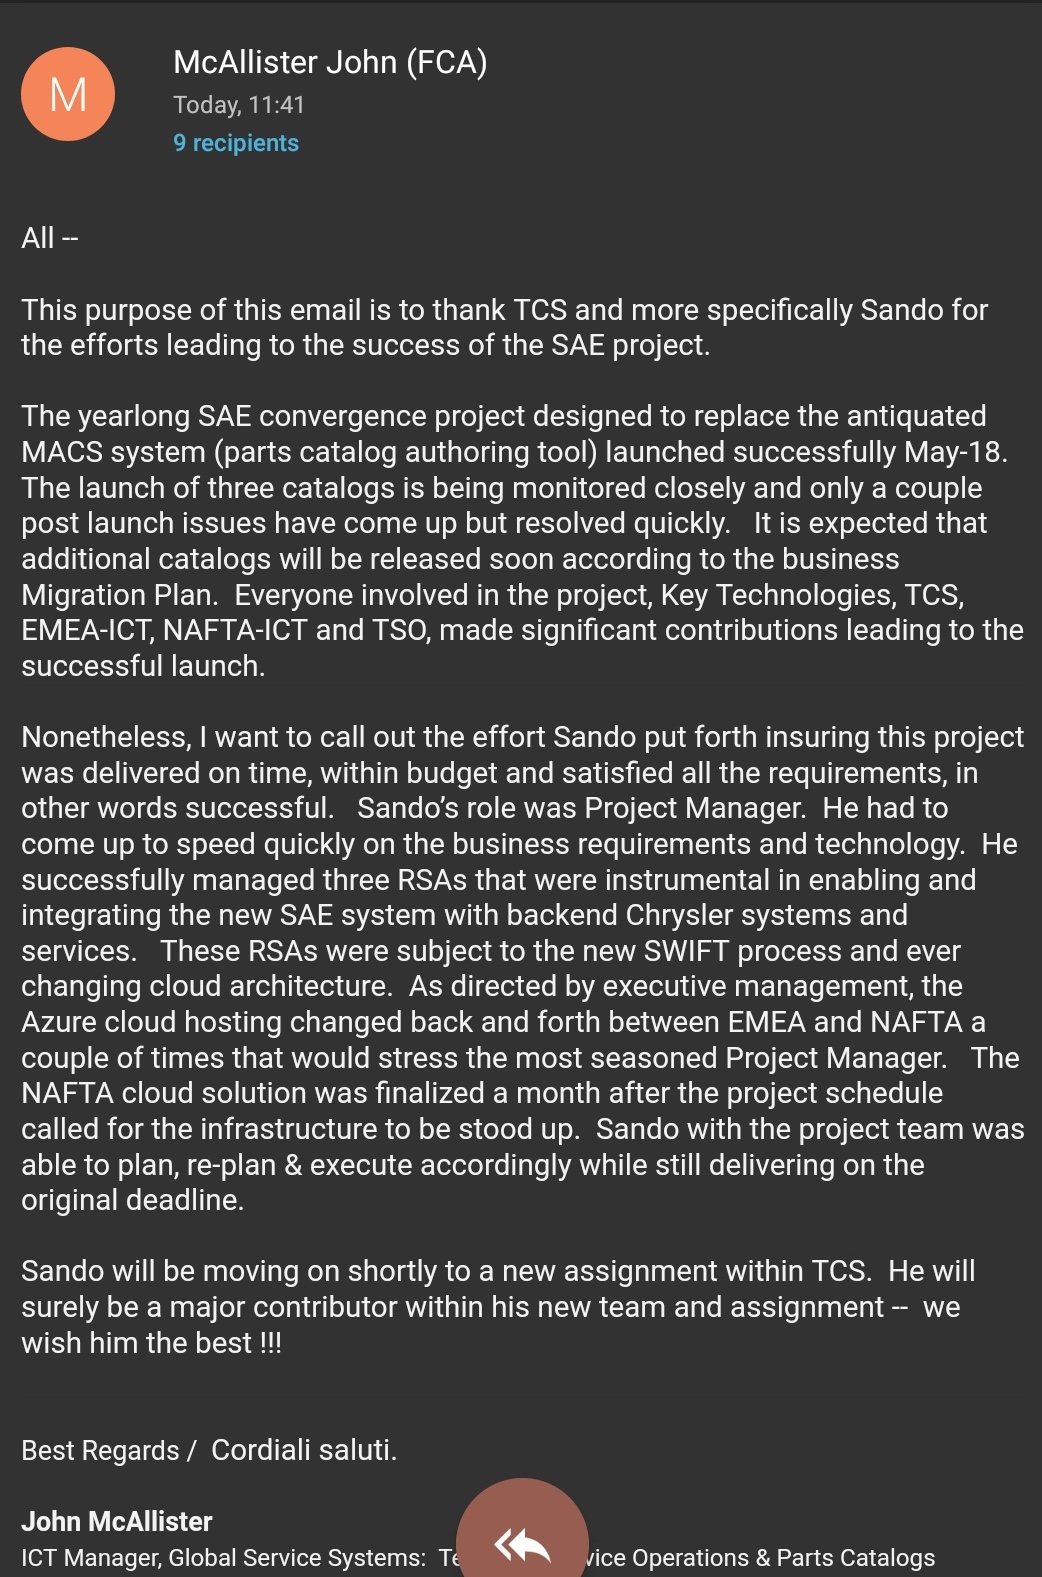 M
McAllister John (FCA)
Today, 11:41
9 recipients
All --
This purpose of this email is to thank TCS and more specifically Sando for
the efforts leading to the success of the SAE project.
The yearlong SAE convergence project designed to replace the antiquated
MACS system (parts catalog authoring tool) launched successfully May-18.
The launch of three catalogs is being monitored closely and only a couple
post launch issues have come up but resolved quickly.   It is expected that
additional catalogs will be released soon according to the business
Migration Plan.  Everyone involved in the project, Key Technologies, TCS,
EMEA-ICT, NAFTA-ICT and TSO, made significant contributions leading to the
successful launch.
Nonetheless, I want to call out the effort Sando put forth insuring this project
was delivered on time, within budget and satisfied all the requirements, in
other words successful.   Sando’s role was Project Manager.  He had to
come up to speed quickly on the business requirements and technology.  He
successfully managed three RSAs that were instrumental in enabling and
integrating the new SAE system with backend Chrysler systems and
services.   These RSAs were subject to the new SWIFT process and ever
changing cloud architecture.  As directed by executive management, the
Azure cloud hosting changed back and forth between EMEA and NAFTA a
couple of times that would stress the most seasoned Project Manager.   The
NAFTA cloud solution was finalized a month after the project schedule
called for the infrastructure to be stood up.  Sando with the project team was
able to plan, re-plan & execute accordingly while still delivering on the
original deadline.
Sando will be moving on shortly to a new assignment within TCS.  He will
surely be a major contributor within his new team and assignment --  we
wish him the best !!!
Best Regards /  Cordiali saluti.
John McAllister
ICT Manager, Global Service Systems: Operations & Parts Catalogs